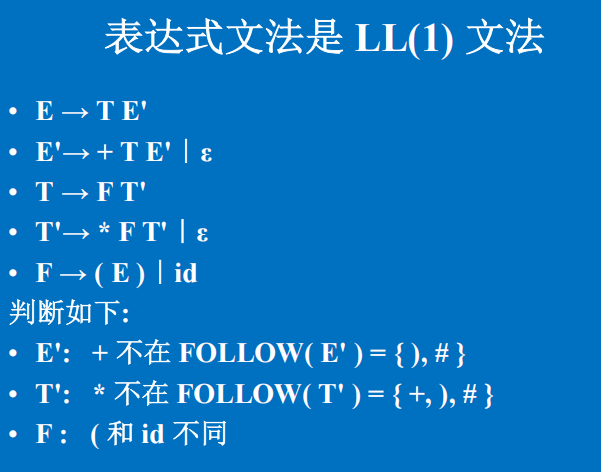 表达式文法是 LL(1) 文法
• E → T E'
• E'→ + T E' | ε
• T → F T'
• T'→ * F T' | ε
• F → ( E ) | id
判断如下:
• E': + 不在 FOLLOW( E' ) = { ), # }
• T': * 不在 FOLLOW( T' ) = { +, ), # }
• F : ( 和 id 不同